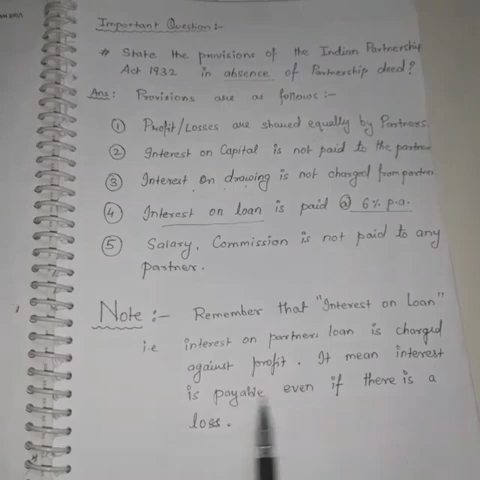 Important Question:-
# State the provisions of the Indian Partnership
Act 1932 in absence of Partnership deed?
Ans: Provisions are as follows:-
① Profit/Losses are shared equally by Partners.
② Interest on Capital is not paid to the partner
③ Interest on drawing is not charged from partner
④ Interest on loan is paid @ 6% p.a.
⑤ Salary, Commission is not paid to any
partner.
Note:- Remember that "Interest on Loan"
i.e interest on partners loan is charged
against profit. It mean interest
is payable even if there is a
loss.